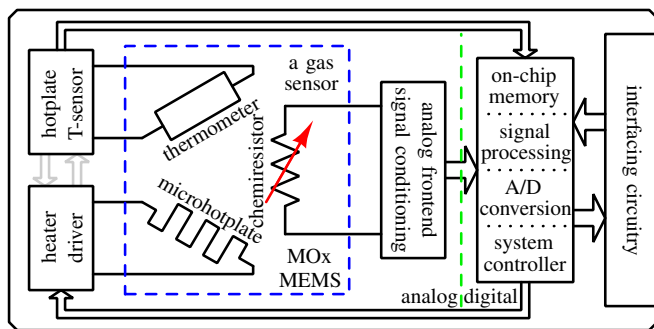 hotplate
T-sensor
heater
driver
thermometer
microhotplate
chemiresistor
a gas
sensor
MOx
MEMS
analog frontend
signal conditioning
analog digital
on-chip
memory
signal
processing
A/D
conversion
system
controller
interfacing circuitry